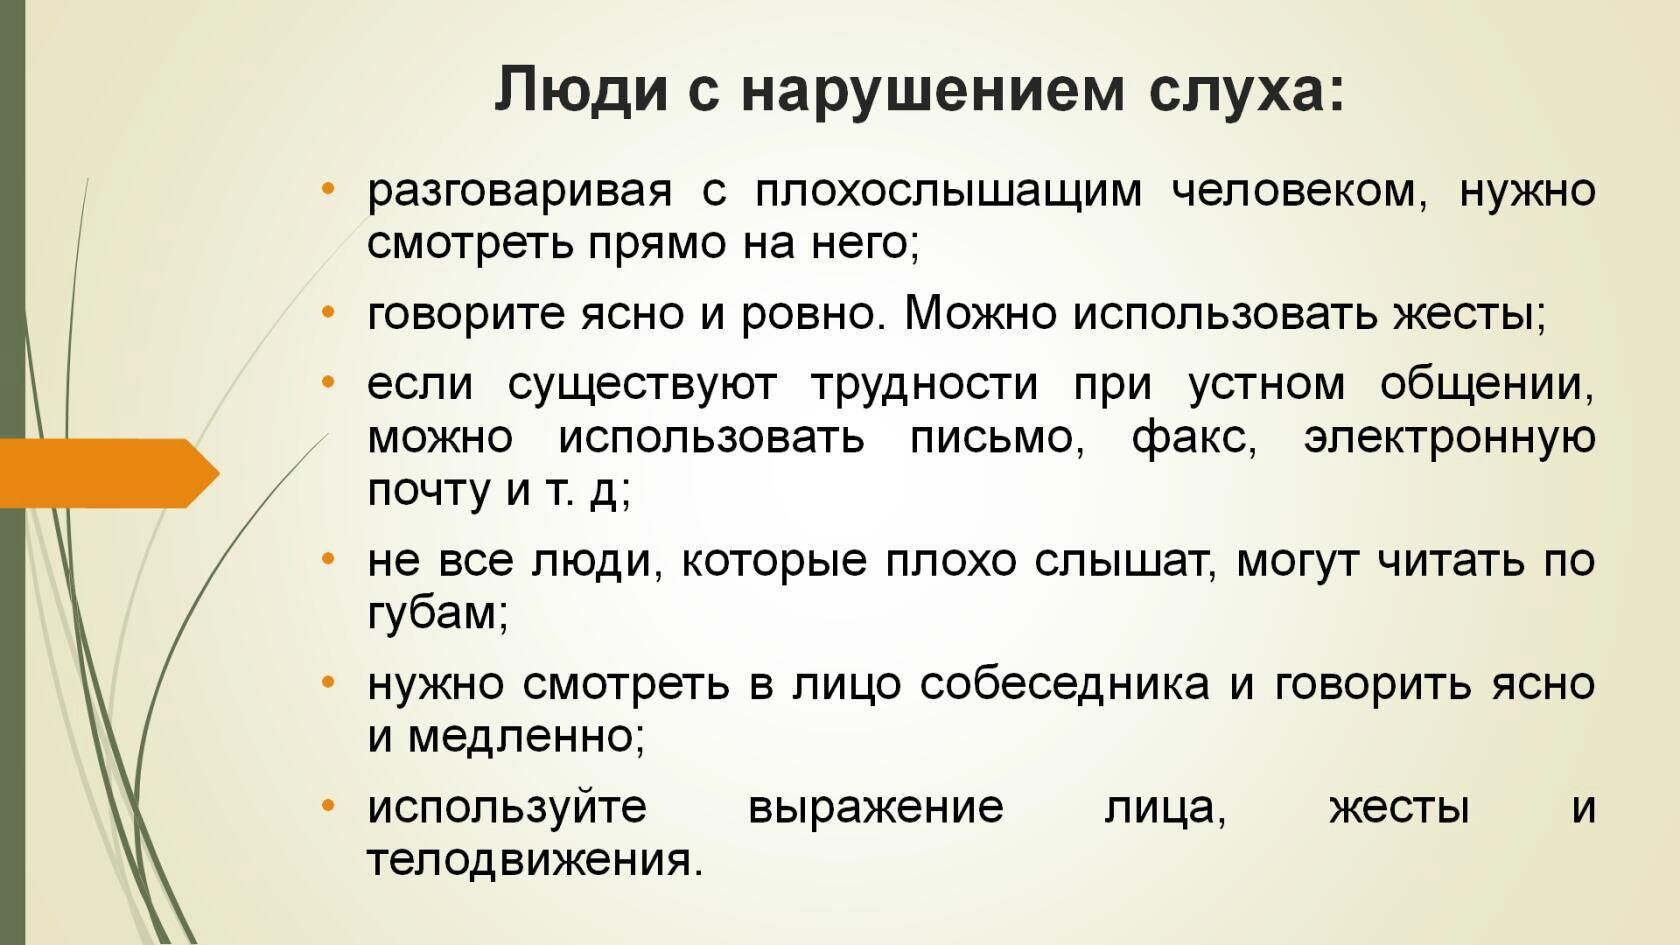 Люди с нарушением слуха:
• разговаривая с плохослышащим человеком, нужно
смотреть прямо на него;
• говорите ясно и ровно. Можно использовать жесты;
• если существуют трудности при устном общении,
можно использовать письмо, факс, электронную
почту и т. д;
• не все люди, которые плохо слышат, могут читать по
губам;
• нужно смотреть в лицо собеседника и говорить ясно
и медленно;
• используйте выражение лица, жесты и
телодвижения.